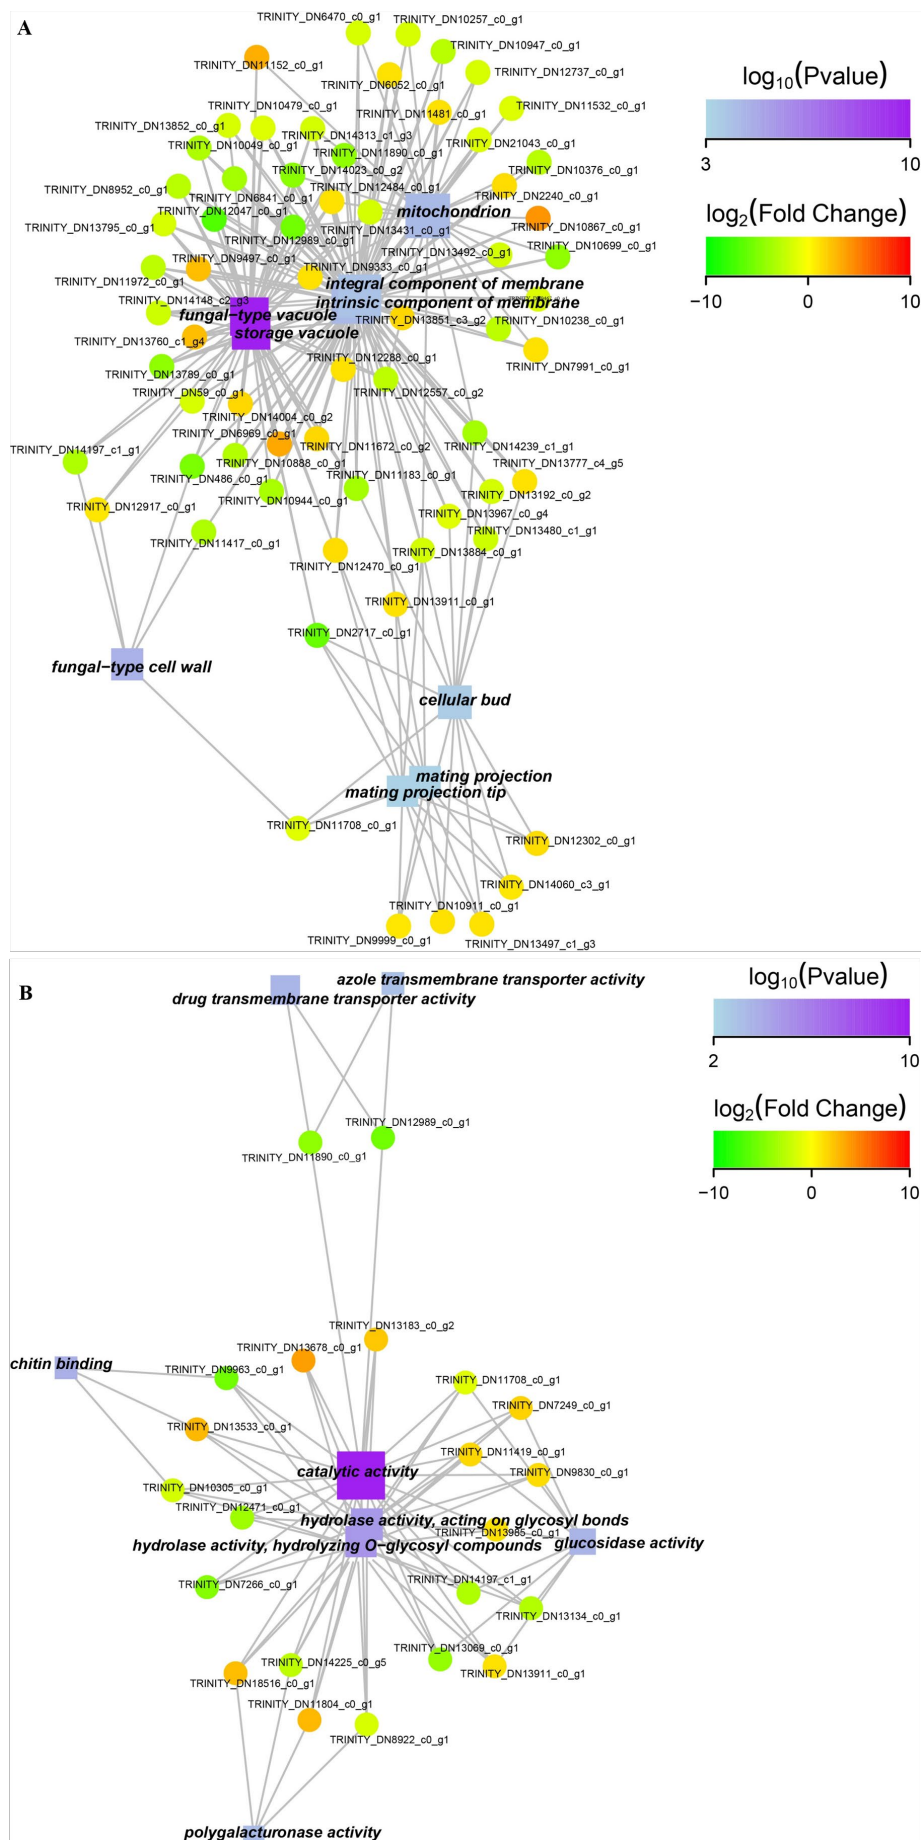 A
TRINITY_DN6470_c0_g1
TRINITY_DN10257_c0_g1
TRINITY_DN10947_c0_g1
TRINITY_DN11152_c0_g1
TRINITY_DN12737_c0_g1
TRINITY_DN6052_c0_g1
log10(Pvalue)
3
10
TRINITY_DN10479_c0_g1
TRINITY_DN11481_c0_g1
TRINITY_DN11532_c0_g1
TRINITY_DN13852_c0_g1
TRINITY_DN14313_c1_g3
TRINITY_DN10049_c0_g1
TRINITY_DN11890_c0_g1
TRINITY_DN21043_c0_g1
TRINITY_DN14023_c0_g2
TRINITY_DN10376_c0_g1
TRINITY_DN8952_c0_g1
TRINITY_DN12484_c0_g1
TRINITY_DN6841_c0_g1
TRINITY_DN2240_c0_g1
TRINITY_DN12047_c0_g1
mitochondrion
log2(Fold Change)
−10
0
10
TRINITY_DN13795_c0_g1
TRINITY_DN10867_c0_g1
TRINITY_DN13431_c0_g1
TRINITY_DN12989_c0_g1
TRINITY_DN10699_c0_g1
TRINITY_DN13492_c0_g1
TRINITY_DN9497_c0_g1
TRINITY_DN9333_c0_g1
TRINITY_DN11972_c0_g1
integral component of membrane
TRINITY_DN14148_c2_g3
intrinsic component of membrane
fungal−type vacuole
TRINITY_DN13851_c3_g2
TRINITY_DN10238_c0_g1
storage vacuole
TRINITY_DN13760_c1_g4
TRINITY_DN12288_c0_g1
TRINITY_DN7991_c0_g1
TRINITY_DN13789_c0_g1
TRINITY_DN59_c0_g1
TRINITY_DN12557_c0_g2
TRINITY_DN14004_c0_g2
TRINITY_DN6969_c0_g1
TRINITY_DN14197_c1_g1
TRINITY_DN11672_c0_g2
TRINITY_DN14239_c1_g1
TRINITY_DN10888_c0_g1
TRINITY_DN13777_c4_g5
TRINITY_DN486_c0_g1
TRINITY_DN11183_c0_g1
TRINITY_DN10944_c0_g1
TRINITY_DN13192_c0_g2
TRINITY_DN12917_c0_g1
TRINITY_DN13967_c0_g4
TRINITY_DN13480_c1_g1
TRINITY_DN11417_c0_g1
TRINITY_DN13884_c0_g1
TRINITY_DN12470_c0_g1
TRINITY_DN13911_c0_g1
TRINITY_DN2717_c0_g1
fungal−type cell wall
cellular bud
mating projection
mating projection tip
TRINITY_DN11708_c0_g1
TRINITY_DN12302_c0_g1
TRINITY_DN14060_c3_g1
TRINITY_DN10911_c0_g1
TRINITY_DN9999_c0_g1
TRINITY_DN13497_c1_g3
B
azole transmembrane transporter activity
drug transmembrane transporter activity
log10(Pvalue)
2
10
log2(Fold Change)
−10
0
10
TRINITY_DN12989_c0_g1
TRINITY_DN11890_c0_g1
TRINITY_DN13183_c0_g2
TRINITY_DN13678_c0_g1
chitin binding
TRINITY_DN9963_c0_g1
TRINITY_DN11708_c0_g1
TRINITY_DN7249_c0_g1
TRINITY_DN13533_c0_g1
TRINITY_DN11419_c0_g1
catalytic activity
TRINITY_DN9830_c0_g1
TRINITY_DN10305_c0_g1
TRINITY_DN12471_c0_g1
hydrolase activity, acting on glycosyl bonds
TRINITY_DN13985_c0_g1
hydrolase activity, hydrolyzing O−glycosyl compounds
glucosidase activity
TRINITY_DN7266_c0_g1
TRINITY_DN14197_c1_g1
TRINITY_DN13134_c0_g1
TRINITY_DN13069_c0_g1
TRINITY_DN14225_c0_g5
TRINITY_DN13911_c0_g1
TRINITY_DN18516_c0_g1
TRINITY_DN11804_c0_g1
TRINITY_DN8922_c0_g1
polygalacturonase activity